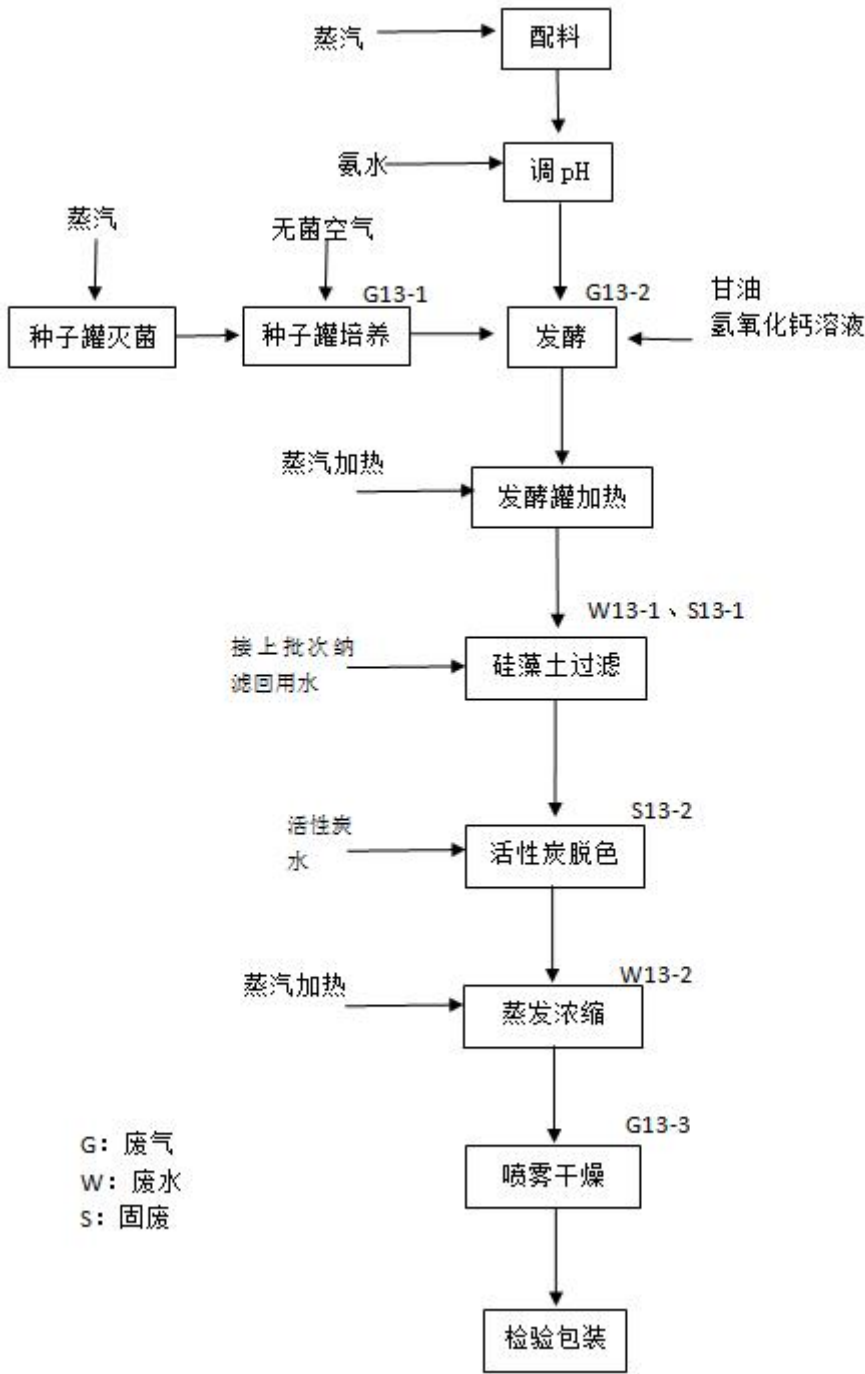 蒸汽
配料
氨水
调pH
蒸汽
无菌空气
G13-1
G13-2
甘油
氢氧化钙溶液
种子罐灭菌
种子罐培养
发酵
蒸汽加热
发酵罐加热
W13-1、S13-1
接上批次纳
滤回用水
硅藻土过滤
S13-2
活性炭
水
活性炭脱色
W13-2
蒸汽加热
蒸发浓缩
G13-3
喷雾干燥
G：废气
W：废水
S：固废
检验包装